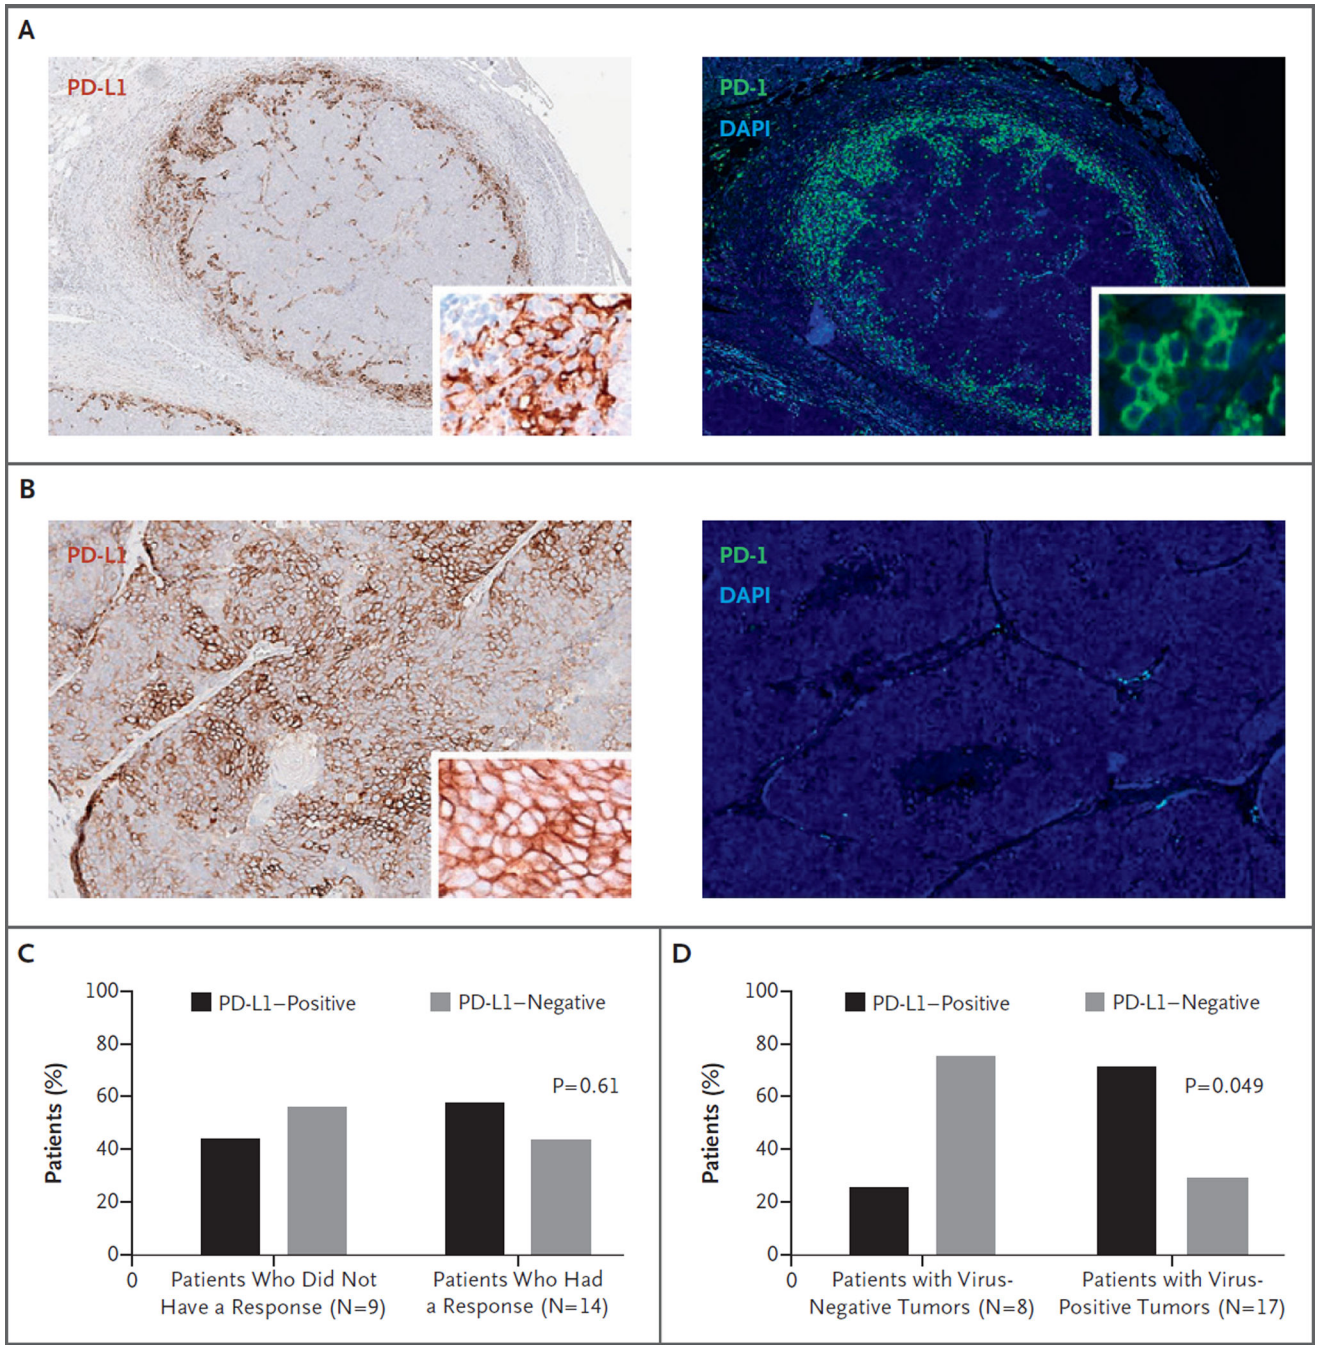 A
PD-L1
PD-1
DAPI
B
PD-L1
PD-1
DAPI
C
100
80
60
40
20
0
Patients (%)
PD-L1–Positive
PD-L1–Negative
P=0.61
0
Patients Who Did Not
Have a Response (N=9)
Patients Who Had
a Response (N=14)
D
100
80
60
40
20
0
Patients (%)
PD-L1–Positive
PD-L1–Negative
P=0.049
0
Patients with Virus-
Negative Tumors (N=8)
Patients with Virus-
Positive Tumors (N=17)